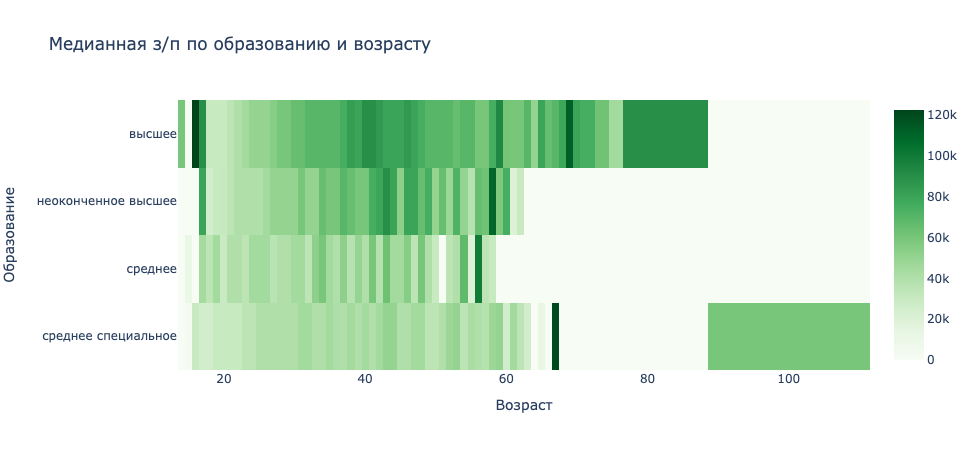 Медианная з/п по образованию и возрасту
Образование
высшее
неоконченное высшее
среднее
среднее специальное
20
40
60
80
100
Возраст
120k
100k
80k
60k
40k
20k
0